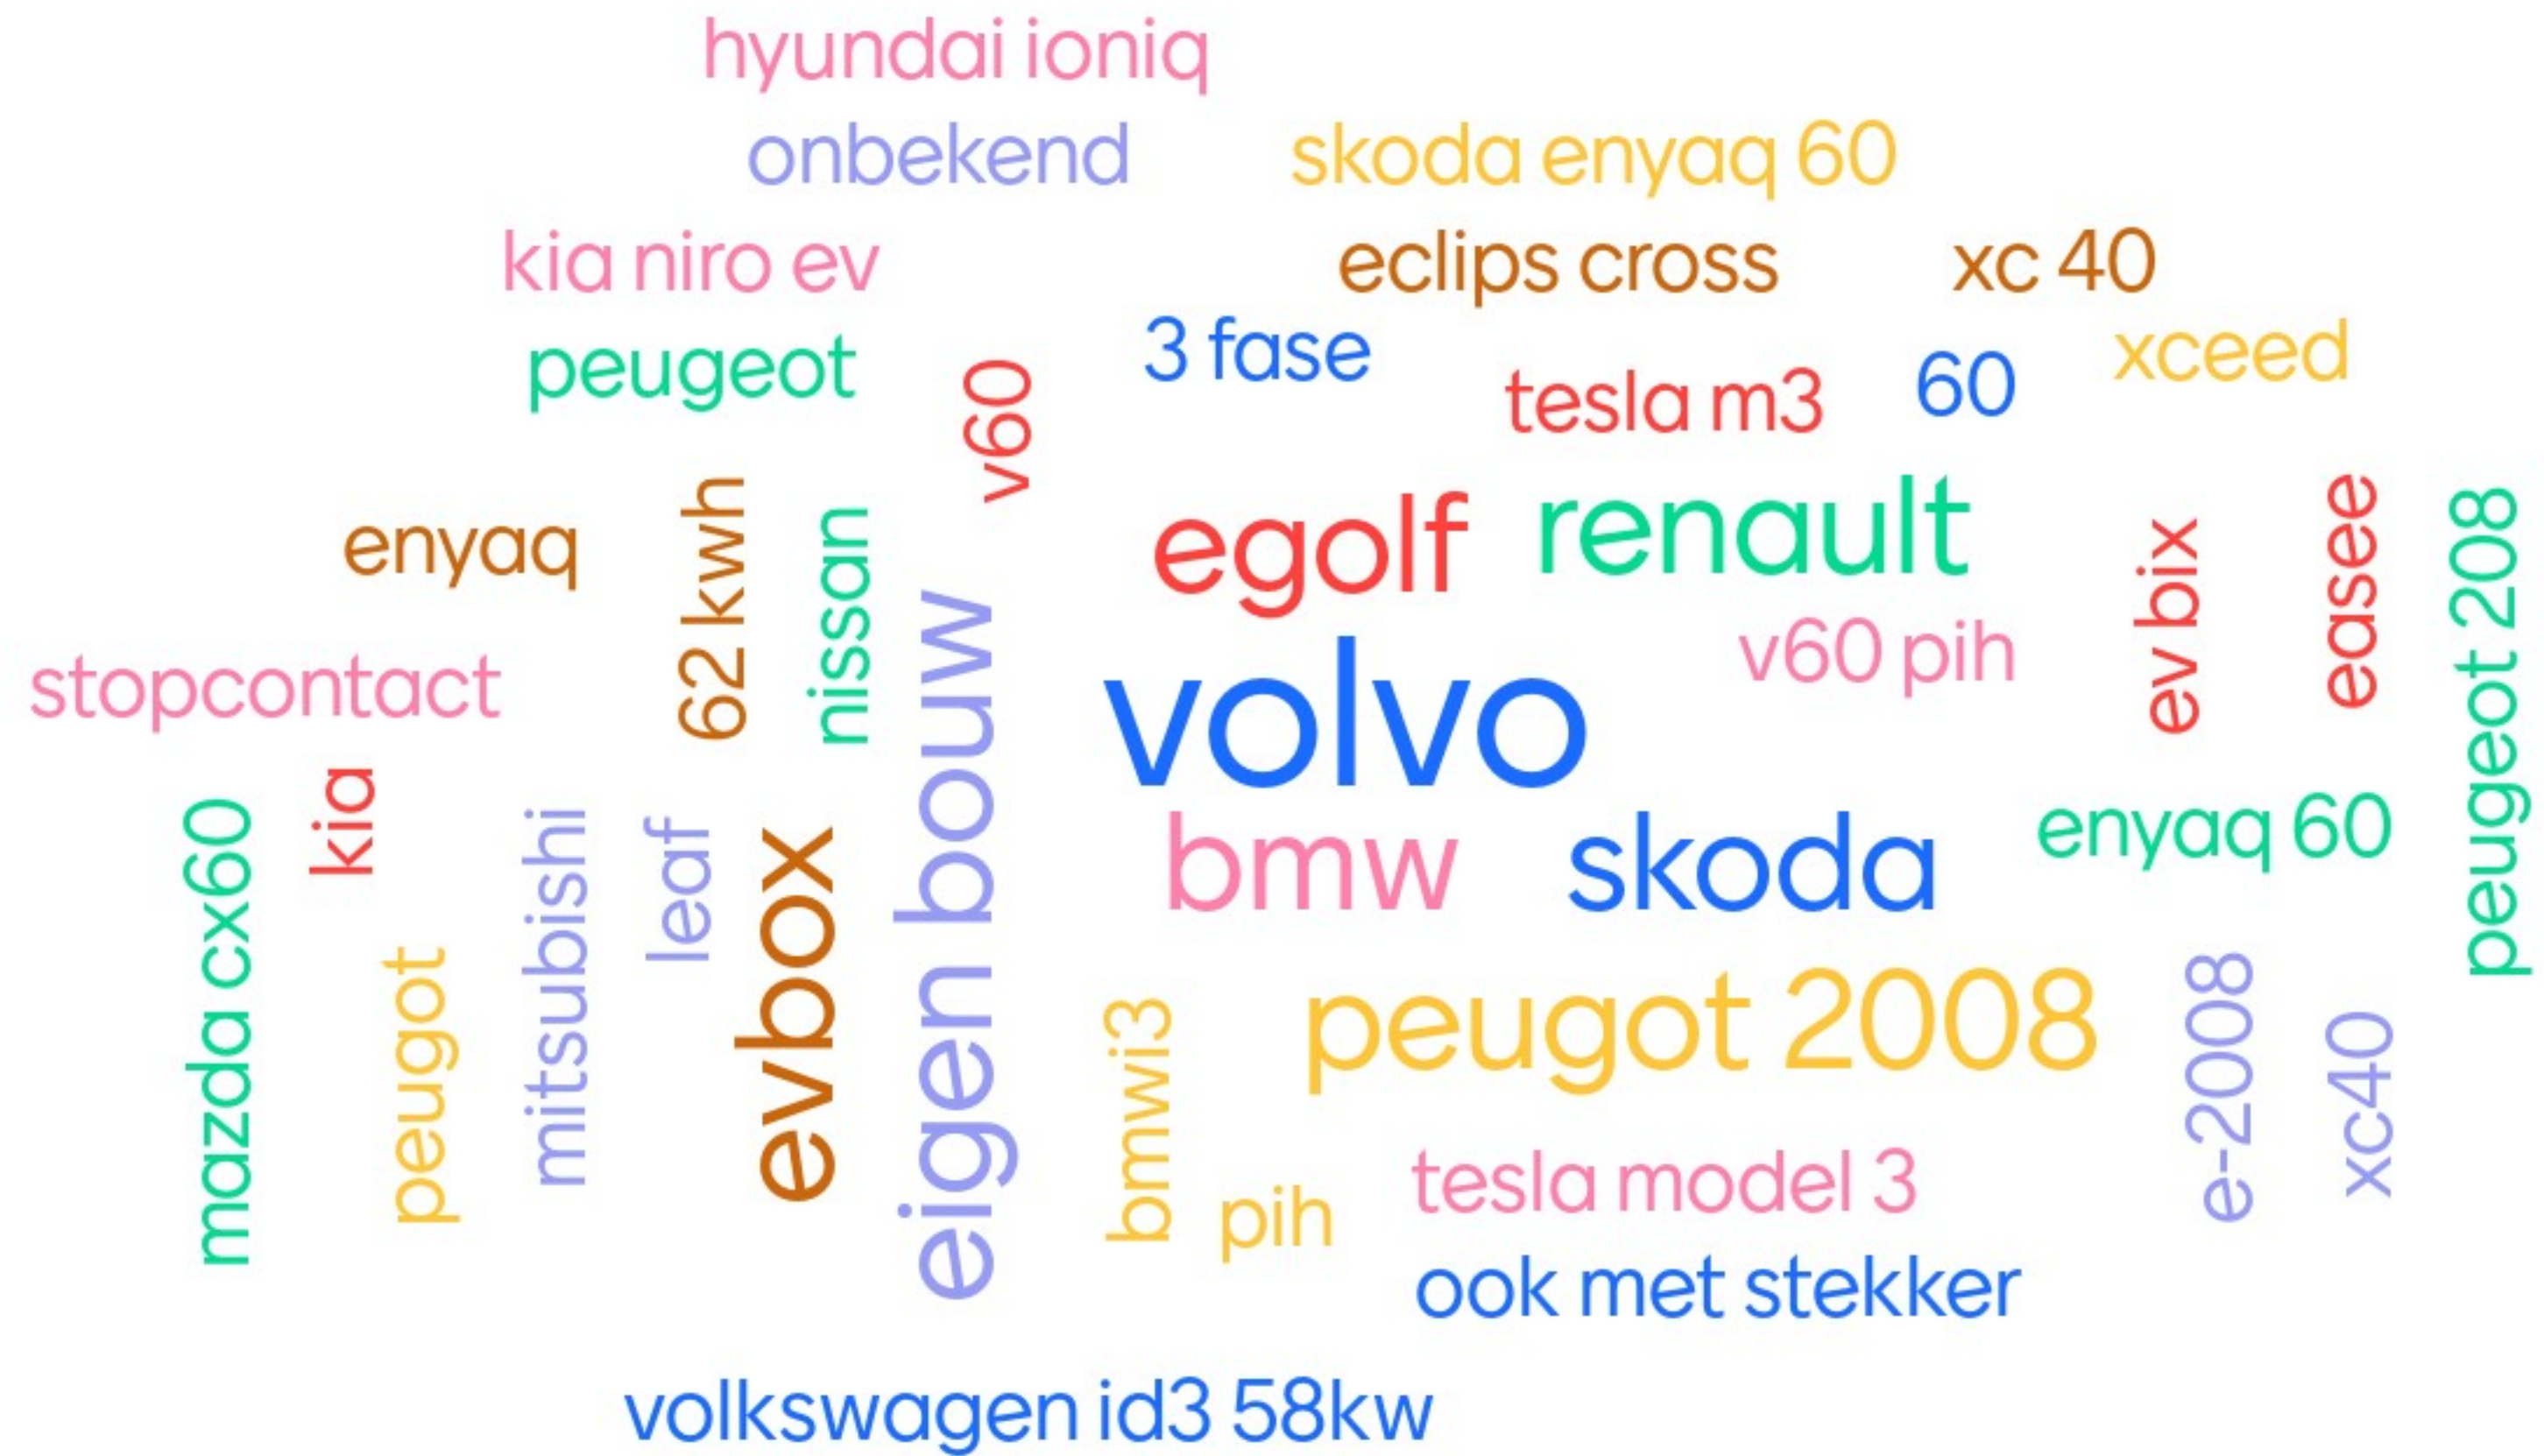 hyundai ioniq
onbekend
skoda enyaq 60
kia niro ev
eclips cross
xc 40
peugeot
v60
3 fase
tesla m3
60
xceed
enyaq
62 kwh
nissan
egolf
renault
ev bix
easee
peugeot 208
stopcontact
eigen bouw
volvo
v60 pih
mazda cx60
kia
mitsubishi
leaf
evbox
bmw
skoda
enyaq 60
peugot
bmwi3
peugot 2008
e-2008
xc40
pih
tesla model 3
ook met stekker
volkswagen id3 58kw